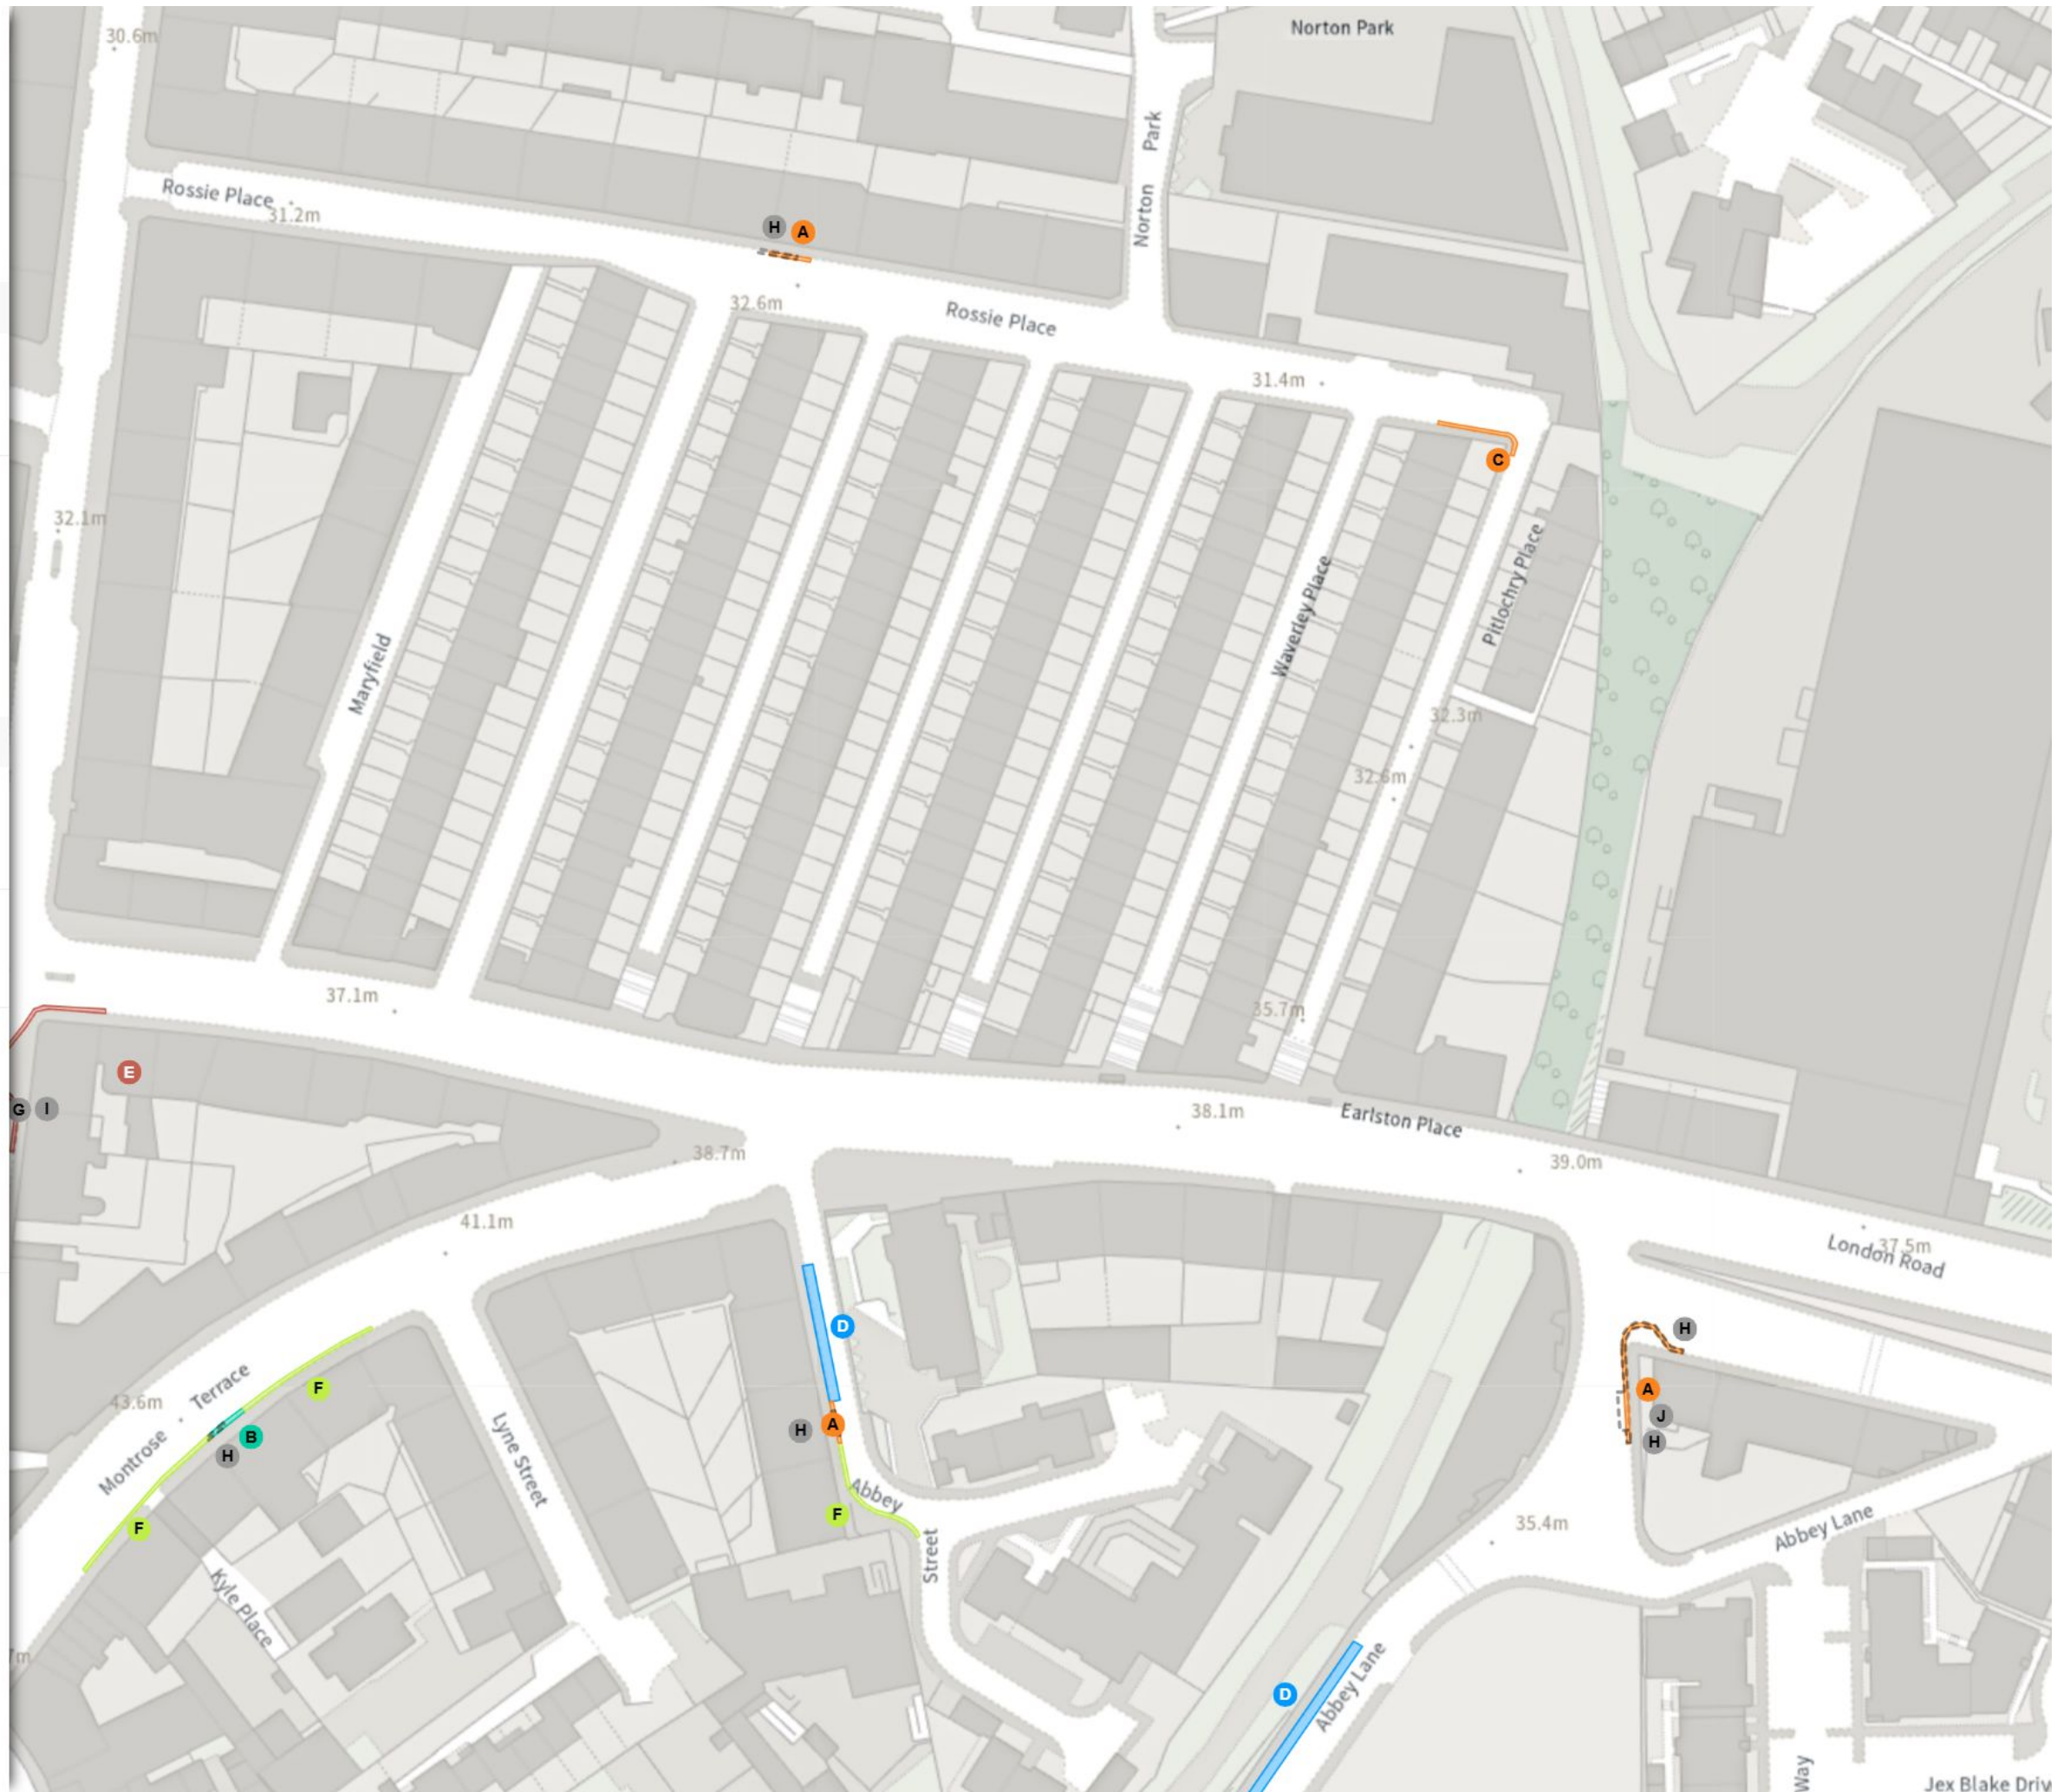 30.6m
Norton Park
Norton Park
Rossie Place
31.2m
H A
32.6m
Rossie Place
31.4m
C
32.1m
Pitlochry Place
Waverley Place
Maryfield
32.3m
32.6m
37.1m
35.7m
E
G I
38.1m
Earlston Place
38.7m
39.0m
41.1m
London Road
37.5m
D
H
Montrose Terrace
43.6m
F
A
J
H
B
H
H
A
Lyne Street
Abbey Street
F
F
35.4m
Abbey Lane
Kyle Place
7m
D
Abbey Lane
Way
Jex Blake Driv